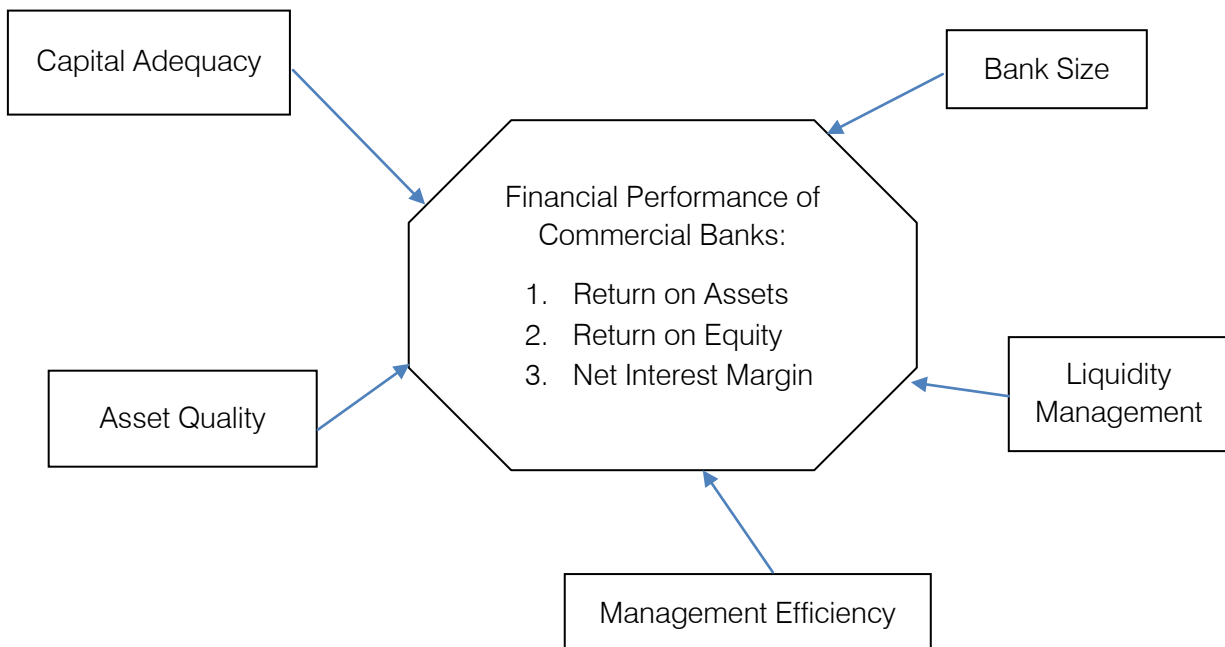 Capital Adequacy
Bank Size
Financial Performance of
Commercial Banks:
1. Return on Assets
2. Return on Equity
3. Net Interest Margin
Liquidity
Management
Asset Quality
Management Efficiency